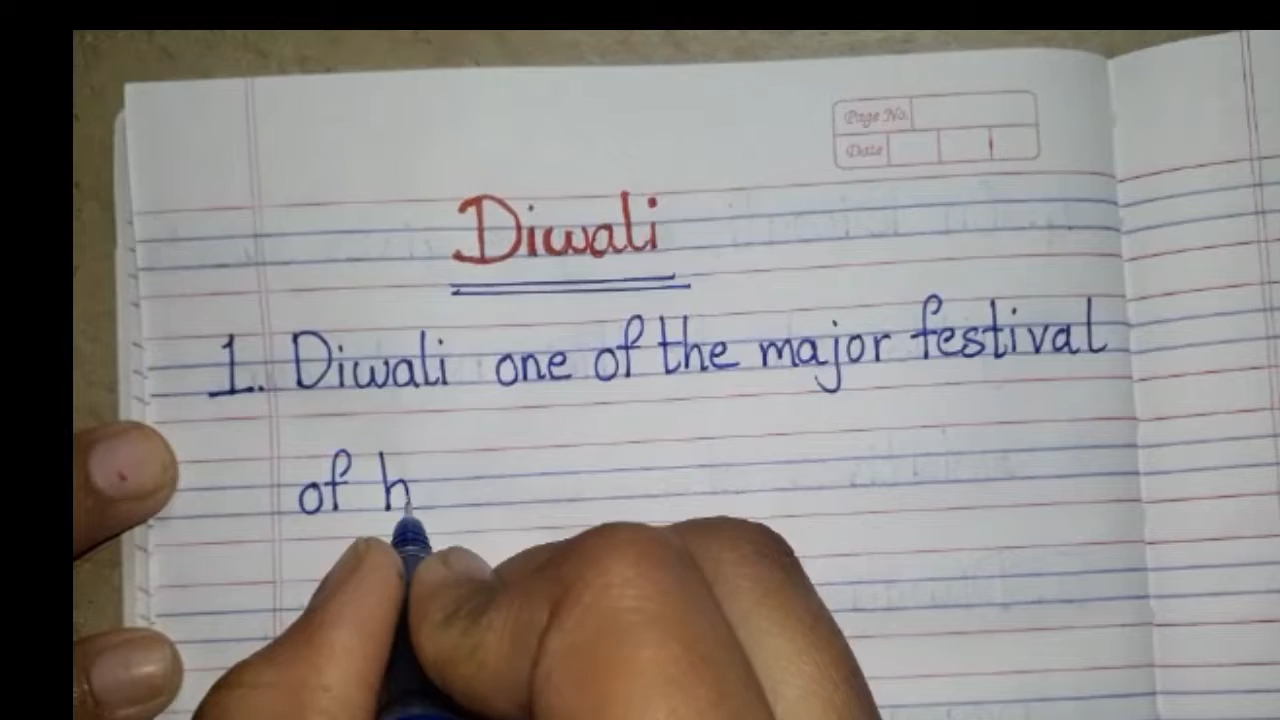 Page No.
Date
Diwali
1. Diwali one of the major festival
of h